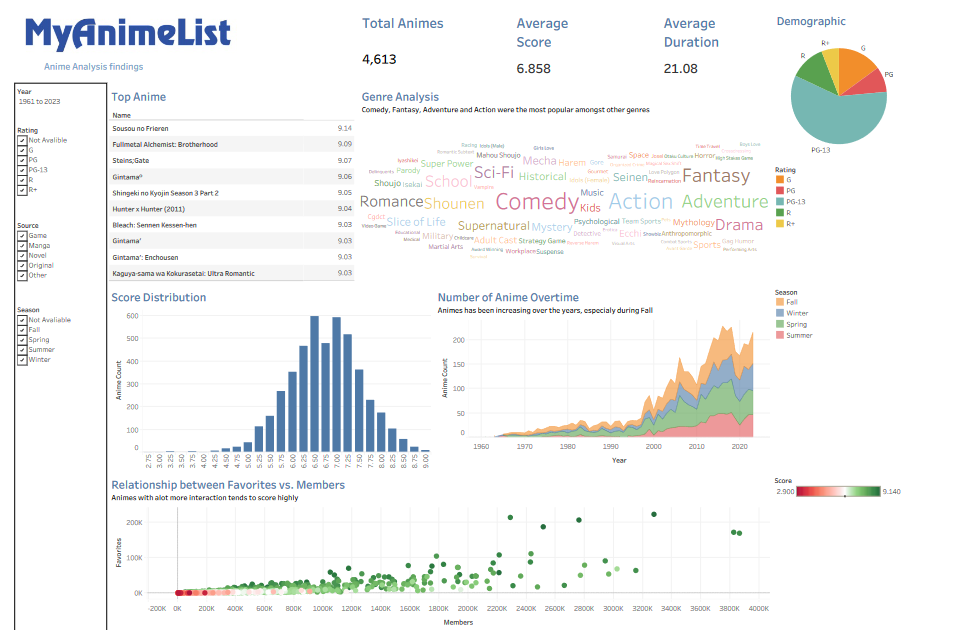 MyAnimeList
Anime Analysis findings
Total Animes
4,613
Average
Score
6.858
Average
Duration
21.08
Demographic
R+
G
PG
R
PG-13
Year
1961 to 2023
Rating
Not Avalible
G
PG
PG-13
R
R+
Source
Game
Manga
Novel
Original
Other
Season
Not Avaliable
Fall
Spring
Summer
Winter
Top Anime
Name
Sousou no Frieren 9.14
Fullmetal Alchemist: Brotherhood 9.09
Steins;Gate 9.07
Gintama° 9.06
Shingeki no Kyojin Season 3 Part 2 9.05
Hunter x Hunter (2011) 9.04
Bleach: Sennen Kessen-hen 9.03
Gintama' 9.03
Gintama': Enchousen 9.03
Kaguya-sama wa Kokurasetai: Ultra Romantic 9.03
Genre Analysis
Comedy, Fantasy, Adventure and Action were the most popular amongst other genres
Racing Idols (Male) Girls Love Video Tropes
Romantic Subtext Mahou Shoujo Samurai Space Otaku Culture Horror
Iyashikei Super Power Mecha Harem Gore High Stakes Game
Delinquents Parody Sci-Fi Historical Gourmet Seinen Love Polygon Fantasy
Shoujo Isekai School Vampire Reincarnation
Romance Shounen Comedy Music Kids Action Adventure
Cgdct Slice of Life Supernatural Mystery Psychological Team Sports Mythology Drama
Video Game Educational Military Childcare Detective Ecchi Showbiz Anthropomorphic
Medical Adult Cast Strategy Game Combat Sports Sports Gag Humor
Martial Arts Award Winning Workplace Suspense Visual Arts Performing Arts
Rating
G
PG
PG-13
R
R+
Score Distribution
Anime Count
600
500
400
300
200
100
0
2.75 3.00 3.25 3.75 4.00 4.25 4.50 4.75 5.00 5.25 5.50 5.75 6.00 6.25 6.50 6.75 7.00 7.25 7.50 7.75 8.00 8.25 8.50 8.75 9.00
Number of Anime Overtime
Animes has been increasing over the years, especialy during Fall
Anime Count
200
150
100
50
0
1960 1970 1980 1990 2000 2010 2020
Year
Season
Fall
Winter
Spring
Summer
Relationship between Favorites vs. Members
Animes with alot more interaction tends to score highly
Favorites
200K
100K
0K
-200K 0K 200K 400K 600K 800K 1000K 1200K 1400K 1600K 1800K 2000K 2200K 2400K 2600K 2800K 3000K 3200K 3400K 3600K 3800K 4000K
Members
Score
2.900 9.140